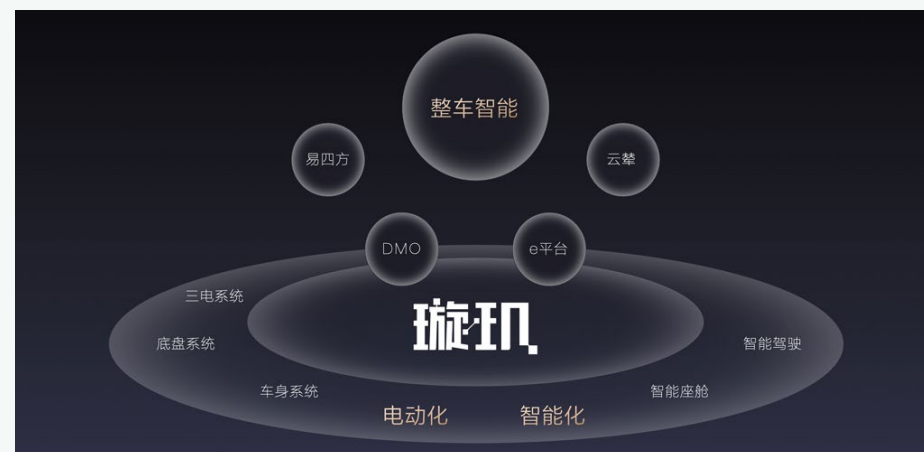 整车智能
易四方
云辇
DMO
e平台
三电系统
璇玑
底盘系统
智能驾驶
车身系统
智能座舱
电动化
智能化